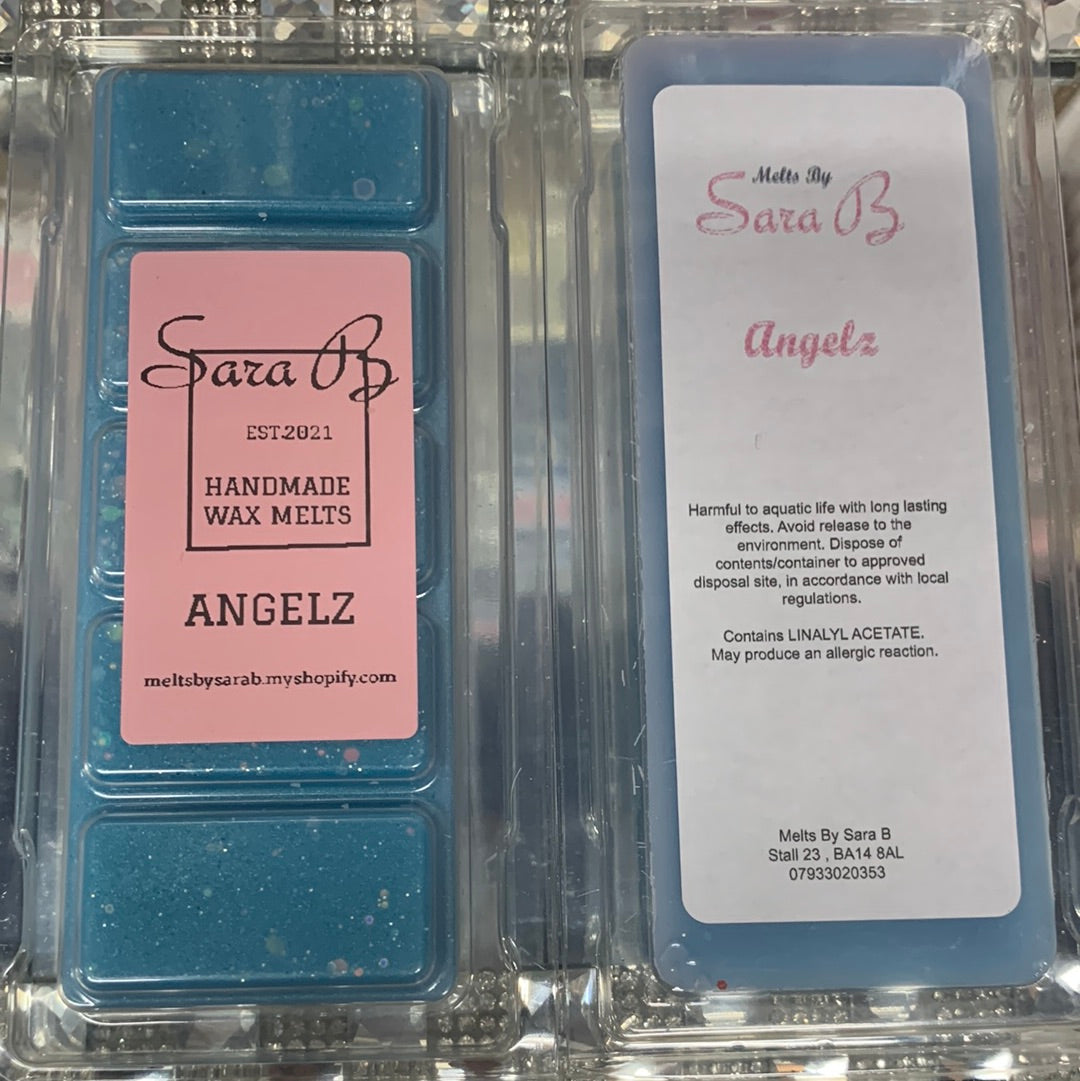 Sara B
EST.2021
HANDMADE
WAX MELTS
ANGELZ
meltsbysarab.myshopify.com
Melts By
Sara B
Angelz
Harmful to aquatic life with long lasting
effects. Avoid release to the
environment. Dispose of
contents/container to approved
disposal site, in accordance with local
regulations.
Contains LINALYL ACETATE.
May produce an allergic reaction.
Melts By Sara B
Stall 23 , BA14 8AL
07933020353